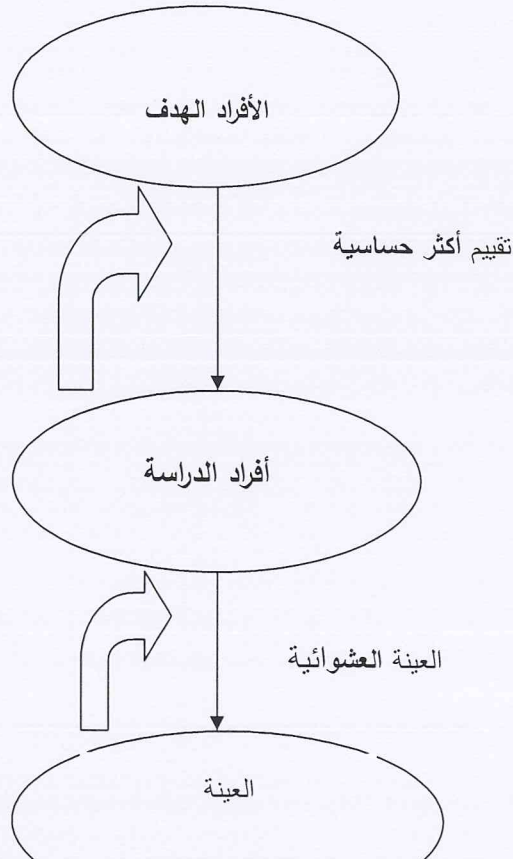 الأفراد الهدف
تقييم أكثر حساسية
أفراد الدراسة
العينة العشوائية
العينة